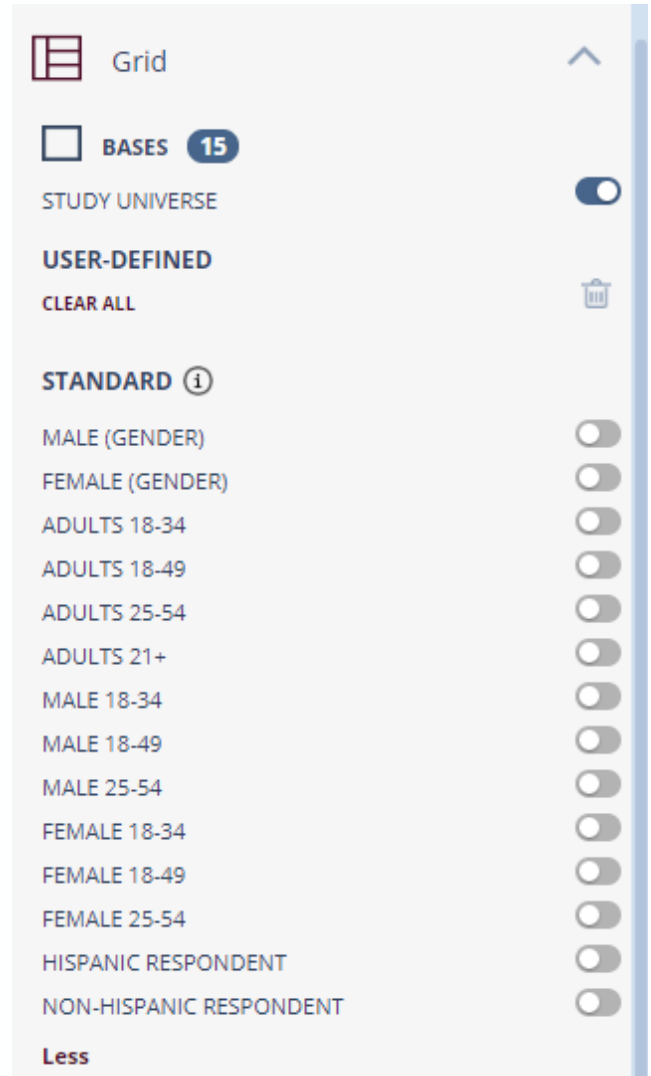 Grid
BASES 15
STUDY UNIVERSE
USER-DEFINED
CLEAR ALL
STANDARD i
MALE (GENDER)
FEMALE (GENDER)
ADULTS 18-34
ADULTS 18-49
ADULTS 25-54
ADULTS 21+
MALE 18-34
MALE 18-49
MALE 25-54
FEMALE 18-34
FEMALE 18-49
FEMALE 25-54
HISPANIC RESPONDENT
NON-HISPANIC RESPONDENT
Less